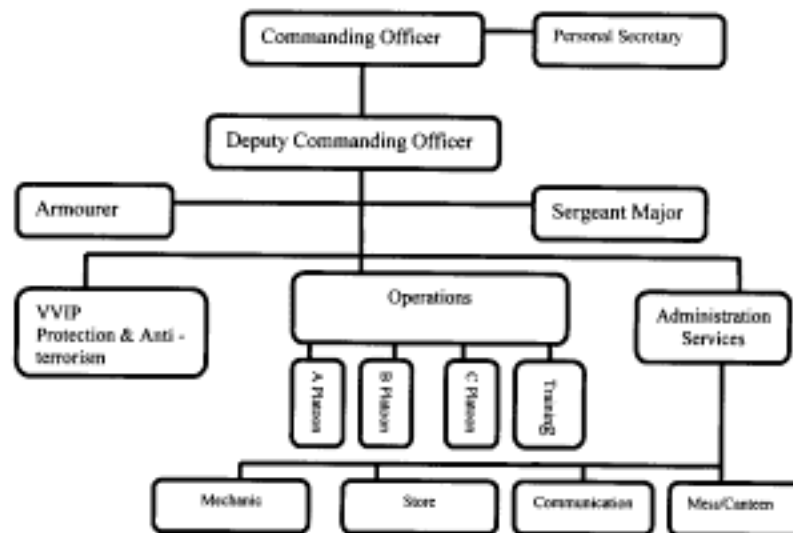 Commanding Officer
Personal Secretary
Deputy Commanding Officer
Armourer
Sergeant Major
VVIP
Protection & Anti -
terrorism
Operations
Administration
Services
A Platoon
B Platoon
C Platoon
Training
Mechanic
Store
Communication
Mess/Canteen